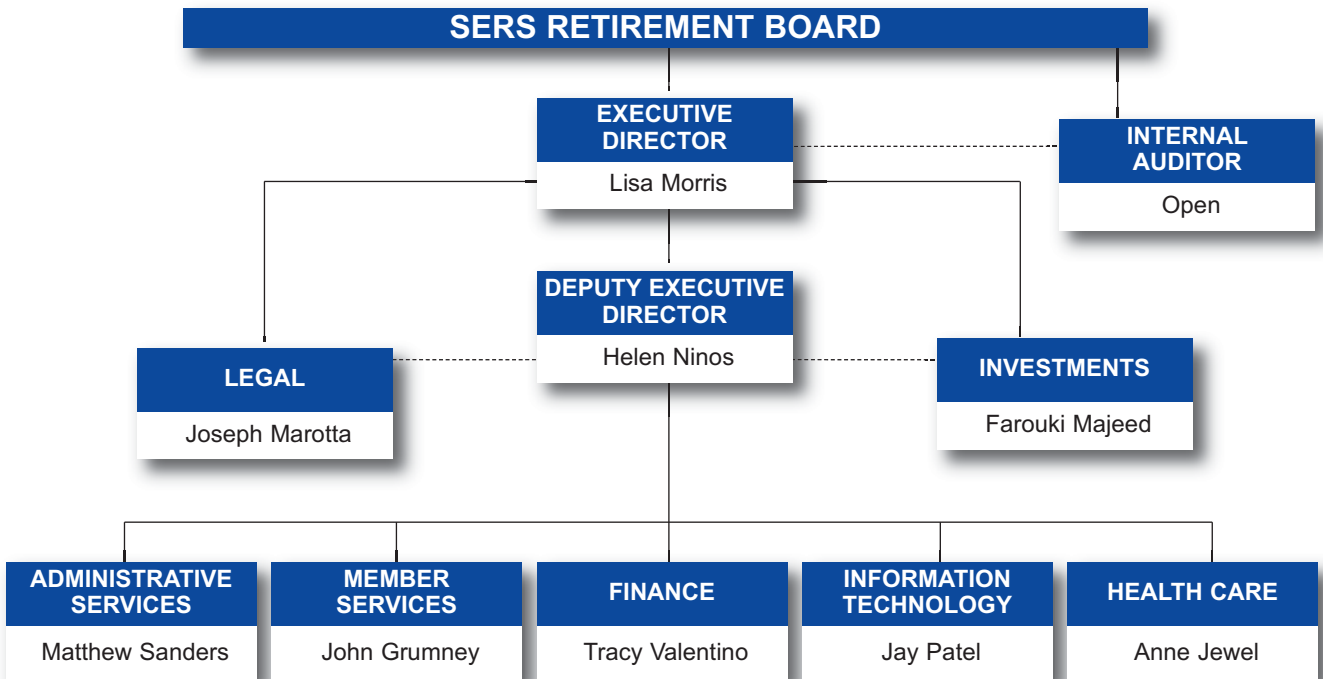 SERS RETIREMENT BOARD
EXECUTIVE
DIRECTOR
Lisa Morris
INTERNAL
AUDITOR
Open
DEPUTY EXECUTIVE
DIRECTOR
Helen Ninos
LEGAL
Joseph Marotta
INVESTMENTS
Farouki Majeed
ADMINISTRATIVE
SERVICES
Matthew Sanders
MEMBER
SERVICES
John Grumney
FINANCE
Tracy Valentino
INFORMATION
TECHNOLOGY
Jay Patel
HEALTH CARE
Anne Jewel